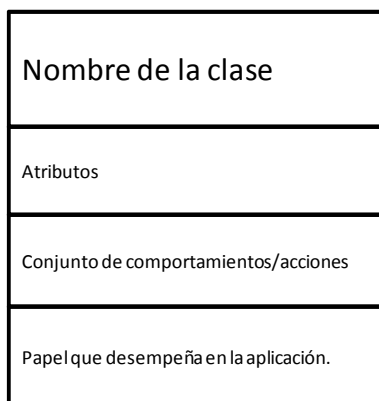 Nombre de la clase
Atributos
Conjunto de comportamientos/acciones
Papel que desempeña en la aplicación.